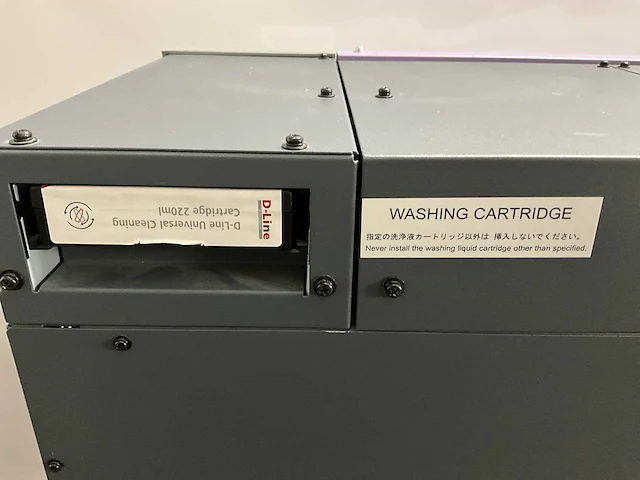 D-Line
D-Line Universal Cleaning
Cartridge 220ml
WASHING CARTRIDGE
指定の洗浄液カートリッジ以外は 挿入しないでください。
Never install the washing liquid cartridge other than specified.